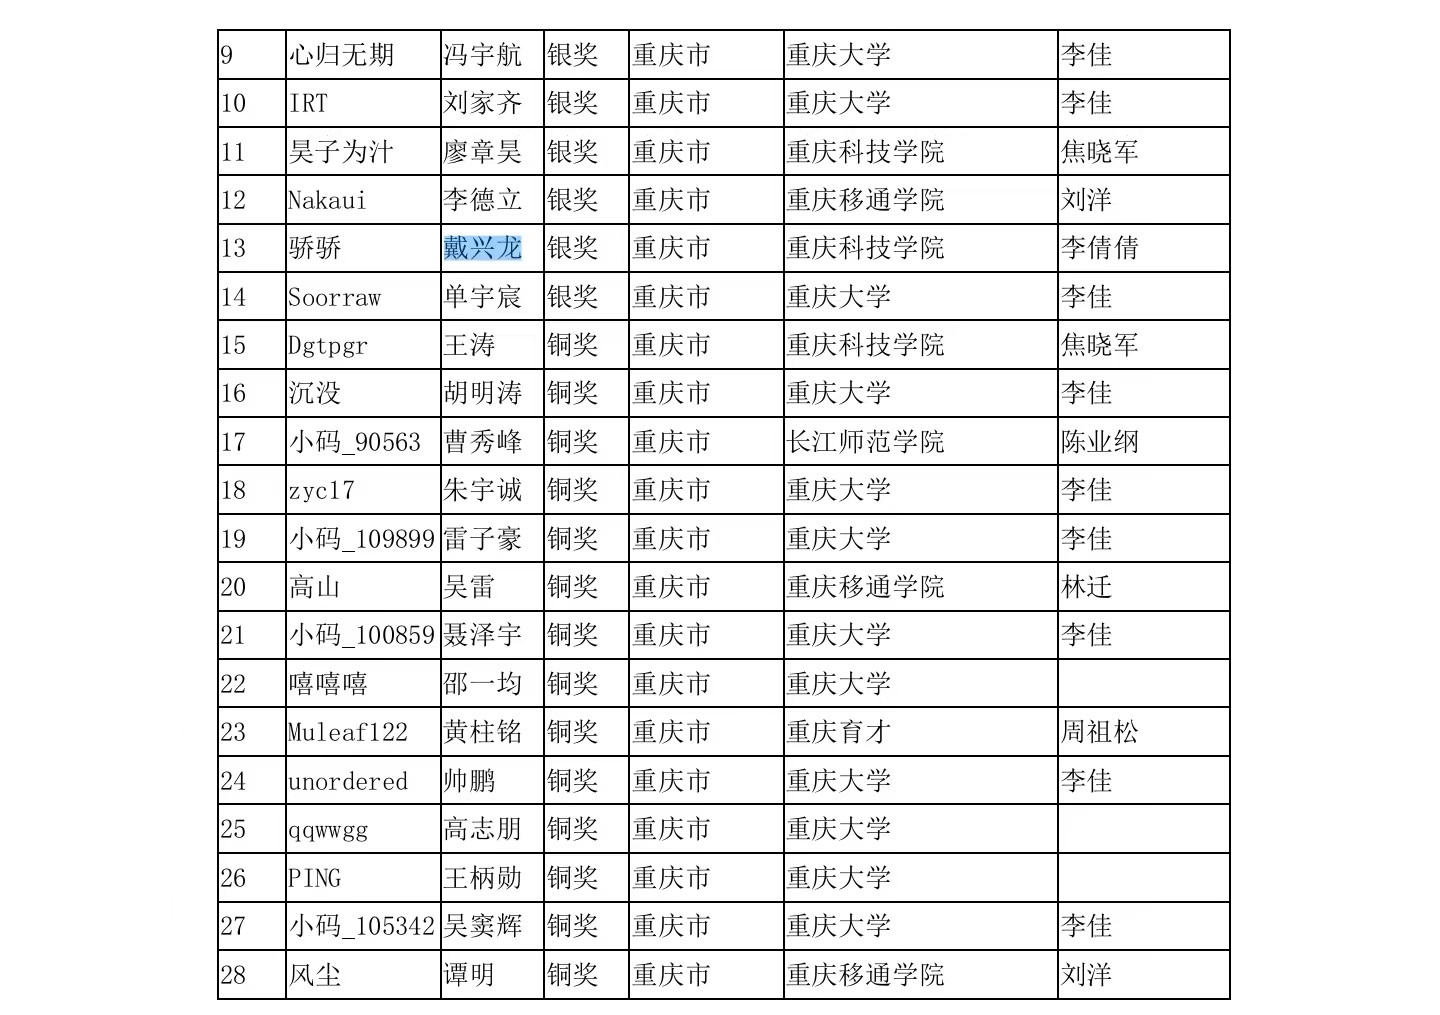 9 心归无期 冯宇航 银奖 重庆市 重庆大学 李佳
10 IRT 刘家齐 银奖 重庆市 重庆大学 李佳
11 昊子为汁 廖章昊 银奖 重庆市 重庆科技学院 焦晓军
12 Nakaui 李德立 银奖 重庆市 重庆移通学院 刘洋
13 骄骄 戴兴龙 银奖 重庆市 重庆科技学院 李倩倩
14 Soorraw 单宇宸 银奖 重庆市 重庆大学 李佳
15 Dgtpgr 王涛 铜奖 重庆市 重庆科技学院 焦晓军
16 沉没 胡明涛 铜奖 重庆市 重庆大学 李佳
17 小码_90563 曹秀峰 铜奖 重庆市 长江师范学院 陈业纲
18 zyc17 朱宇诚 铜奖 重庆市 重庆大学 李佳
19 小码_109899 雷子豪 铜奖 重庆市 重庆大学 李佳
20 高山 吴雷 铜奖 重庆市 重庆移通学院 林迁
21 小码_100859 聂泽宇 铜奖 重庆市 重庆大学 李佳
22 嘻嘻嘻 邵一均 铜奖 重庆市 重庆大学
23 Muleaf122 黄柱铭 铜奖 重庆市 重庆育才 周祖松
24 unordered 帅鹏 铜奖 重庆市 重庆大学 李佳
25 qqwwgg 高志朋 铜奖 重庆市 重庆大学
26 PING 王柄勋 铜奖 重庆市 重庆大学
27 小码_105342 吴窦辉 铜奖 重庆市 重庆大学 李佳
28 风尘 谭明 铜奖 重庆市 重庆移通学院 刘洋